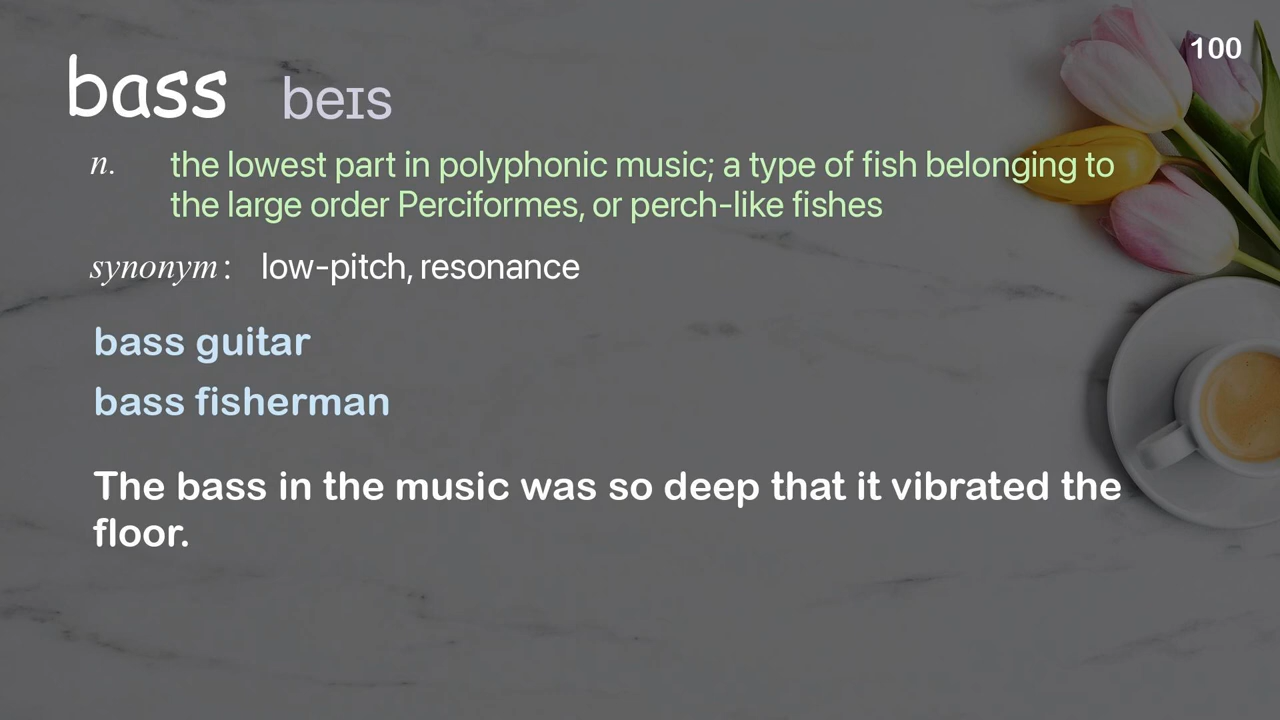 100
bass beɪs
n. the lowest part in polyphonic music; a type of fish belonging to
the large order Perciformes, or perch-like fishes
synonym: low-pitch, resonance
bass guitar
bass fisherman
The bass in the music was so deep that it vibrated the
floor.